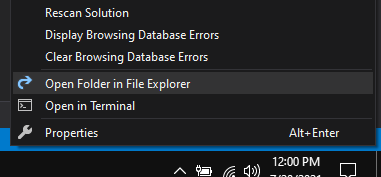 Rescan Solution
Display Browsing Database Errors
Clear Browsing Database Errors
Open Folder in File Explorer
Open in Terminal
Properties Alt+Enter
12:00 PM